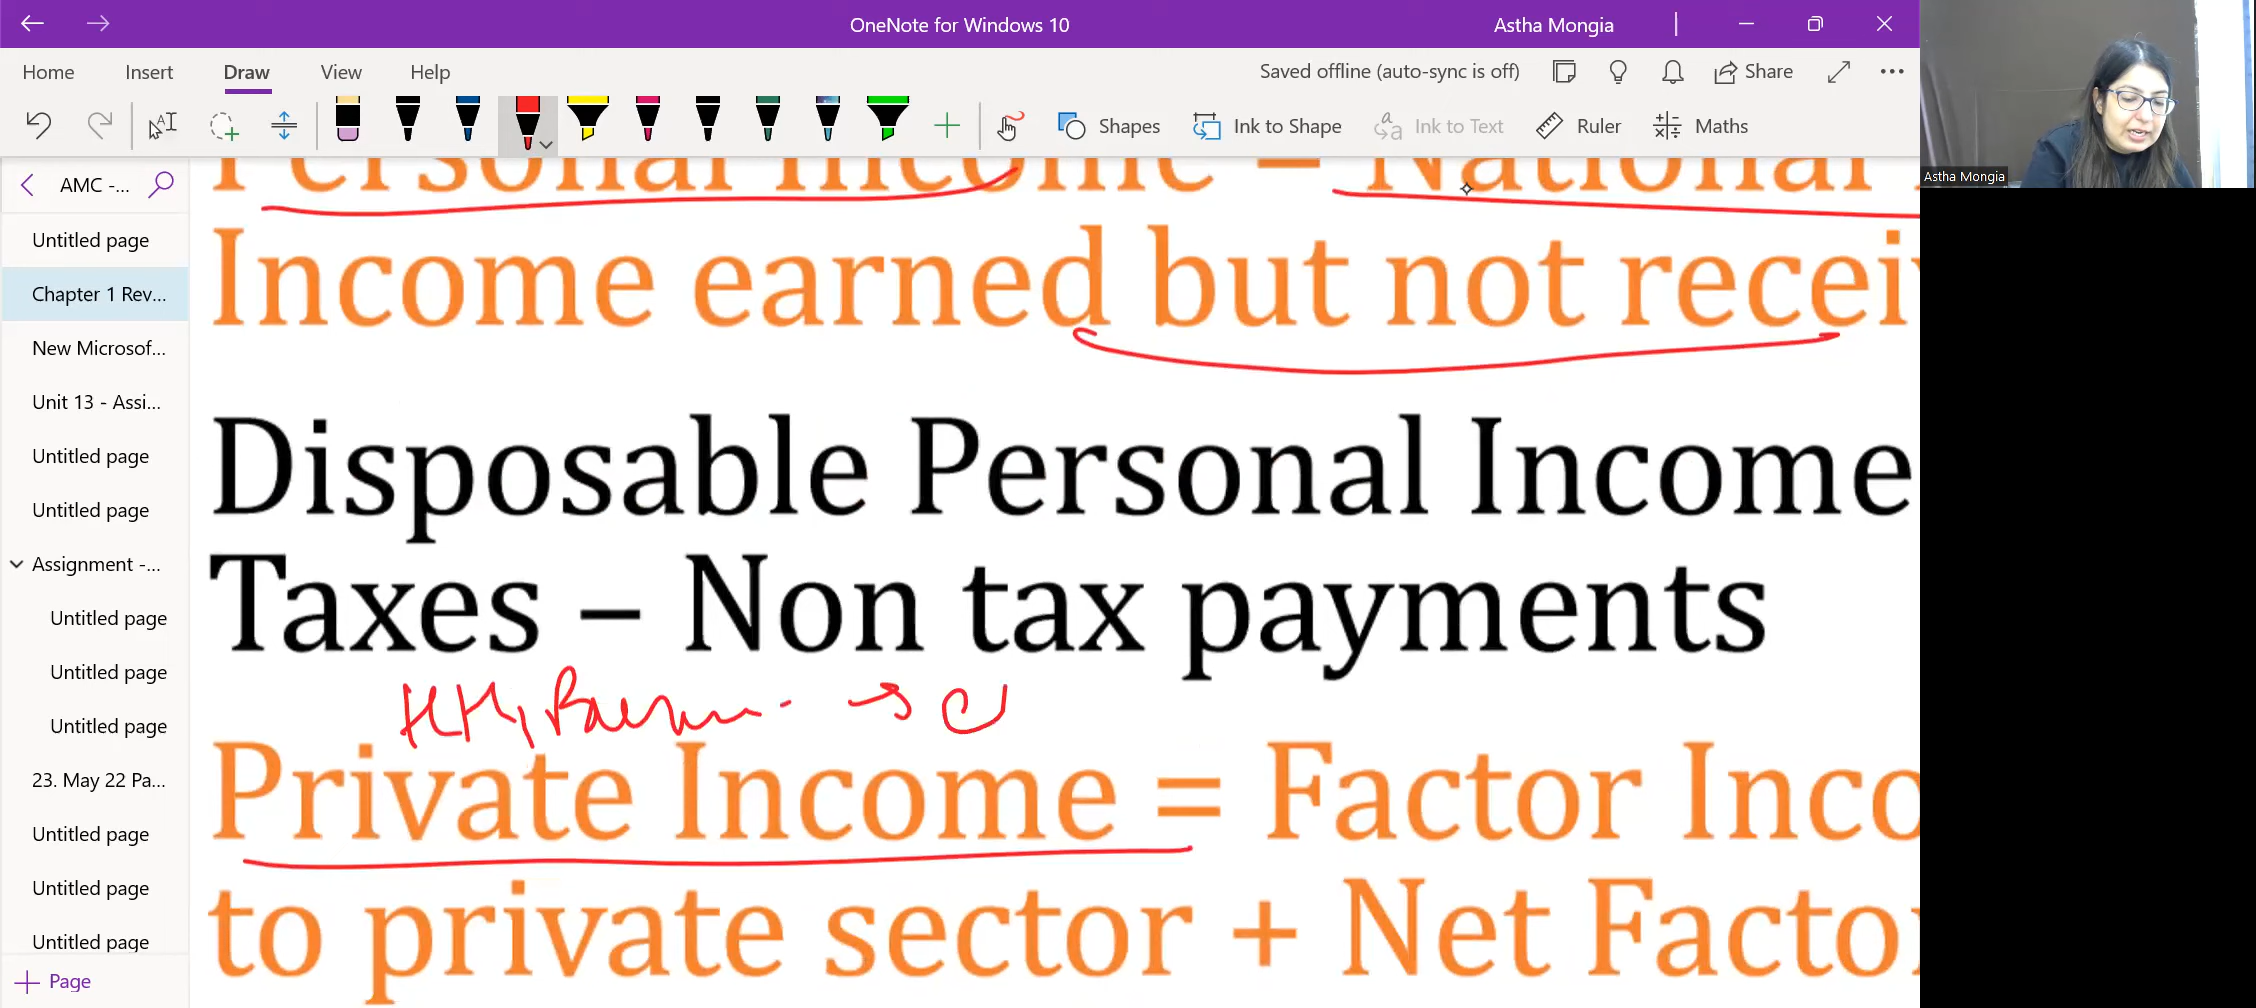 OneNote for Windows 10
Astha Mongia
Home Insert Draw View Help
Saved offline (auto-sync is off) Share
Shapes Ink to Shape Ink to Text Ruler Maths
AMC -...
Untitled page
Chapter 1 Rev...
New Microsof...
Unit 13 - Assi...
Untitled page
Untitled page
Assignment -...
Untitled page
Untitled page
Untitled page
23. May 22 Pa...
Untitled page
Untitled page
Untitled page
Page
Personal Income = National
Income earned but not recei
Disposable Personal Income
Taxes – Non tax payments
Private Income = Factor Inco
to private sector + Net Facto
Astha Mongia